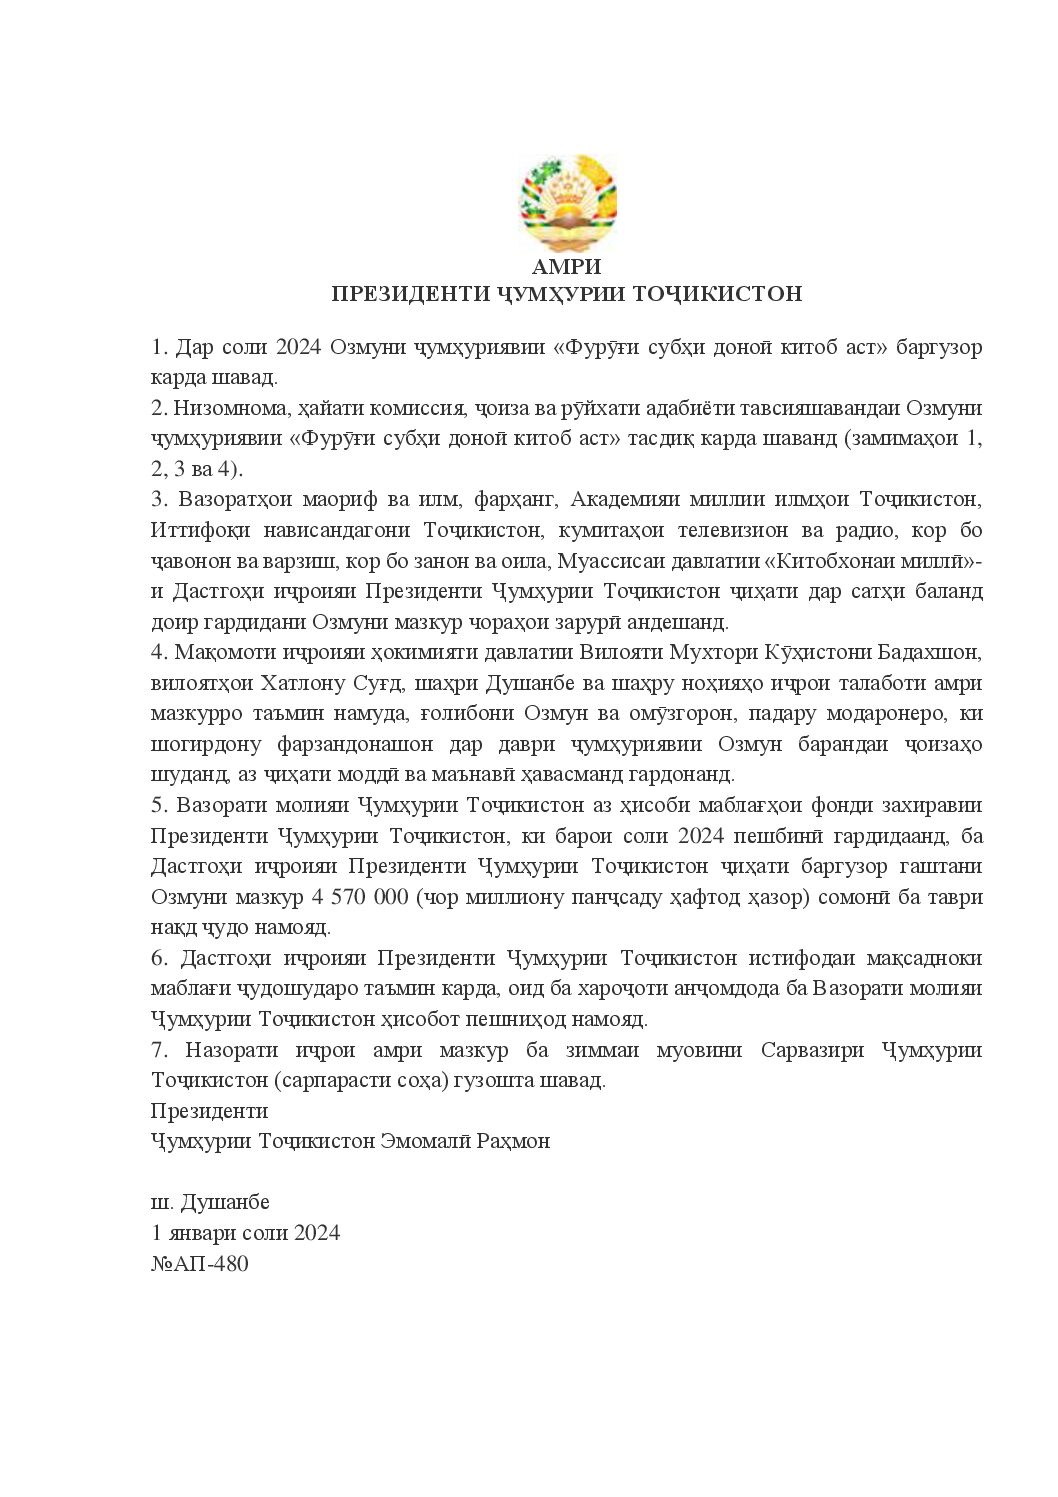 АМРИ
ПРЕЗИДЕНТИ ҶУМҲУРИИ ТОҶИКИСТОН
1. Дар соли 2024 Озмуни ҷумҳуриявии «Фурӯғи субҳи доноӣ китоб аст» баргузор
карда шавад.
2. Низомнома, ҳайати комиссия, ҷоиза ва рӯйхати адабиёти тавсияшавандаи Озмуни
ҷумҳуриявии «Фурӯғи субҳи доноӣ китоб аст» тасдиқ карда шаванд (замимаҳои 1,
2, 3 ва 4).
3. Вазоратҳои маориф ва илм, фарҳанг, Академияи миллии илмҳои Тоҷикистон,
Иттифоқи нависандагони Тоҷикистон, кумитаҳои телевизион ва радио, кор бо
ҷавонон ва варзиш, кор бо занон ва оила, Муассисаи давлатии «Китобхонаи миллӣ»-
и Дастгоҳи иҷроияи Президенти Ҷумҳурии Тоҷикистон ҷиҳати дар сатҳи баланд
доир гардидани Озмуни мазкур чораҳои зарурӣ андешанд.
4. Мақомоти иҷроияи ҳокимияти давлатии Вилояти Мухтори Кӯҳистони Бадахшон,
вилоятҳои Хатлону Суғд, шаҳри Душанбе ва шаҳру ноҳияҳо иҷрои талаботи амри
мазкурро таъмин намуда, ғолибони Озмун ва омӯзгорон, падару модаронеро, ки
шогирдону фарзандонашон дар даври ҷумҳуриявии Озмун барандаи ҷоизаҳо
шуданд, аз ҷиҳати моддӣ ва маънавӣ ҳавасманд гардонанд.
5. Вазорати молияи Ҷумҳурии Тоҷикистон аз ҳисоби маблағҳои фонди захиравии
Президенти Ҷумҳурии Тоҷикистон, ки барои соли 2024 пешбинӣ гардидаанд, ба
Дастгоҳи иҷроияи Президенти Ҷумҳурии Тоҷикистон ҷиҳати баргузор гаштани
Озмуни мазкур 4 570 000 (чор миллиону панҷсаду ҳафтод ҳазор) сомонӣ ба таври
нақд ҷудо намояд.
6. Дастгоҳи иҷроияи Президенти Ҷумҳурии Тоҷикистон истифодаи мақсадноки
маблағи ҷудошударо таъмин карда, оид ба хароҷоти анҷомдода ба Вазорати молияи
Ҷумҳурии Тоҷикистон ҳисобот пешниҳод намояд.
7. Назорати иҷрои амри мазкур ба зиммаи муовини Сарвазири Ҷумҳурии
Тоҷикистон (сарпарасти соҳа) гузошта шавад.
Президенти
Ҷумҳурии Тоҷикистон Эмомалӣ Раҳмон
ш. Душанбе
1 январи соли 2024
№АП-480